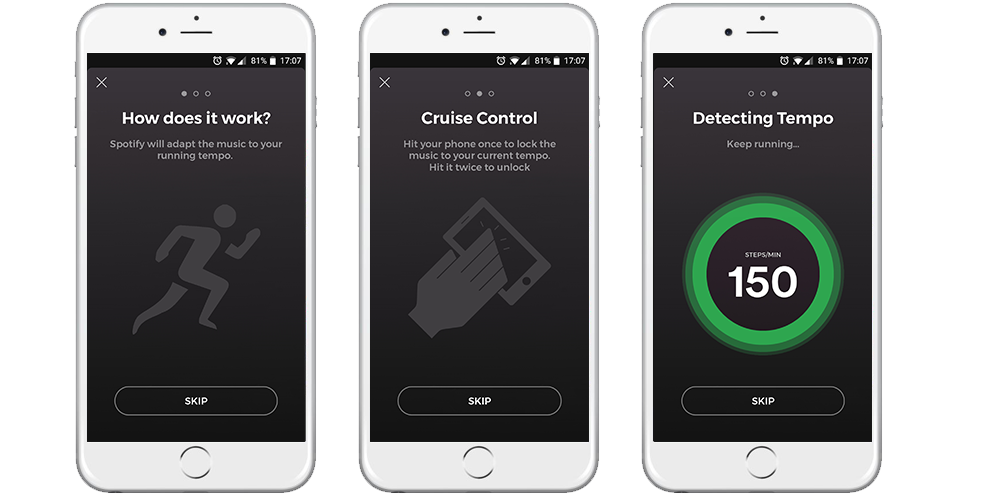 81% 17:07
How does it work?
Spotify will adapt the music to your
running tempo.
SKIP
81% 17:07
Cruise Control
Hit your phone once to lock the
music to your current tempo.
Hit it twice to unlock
SKIP
81% 17:07
Detecting Tempo
Keep running...
STEPS/MIN
150
SKIP